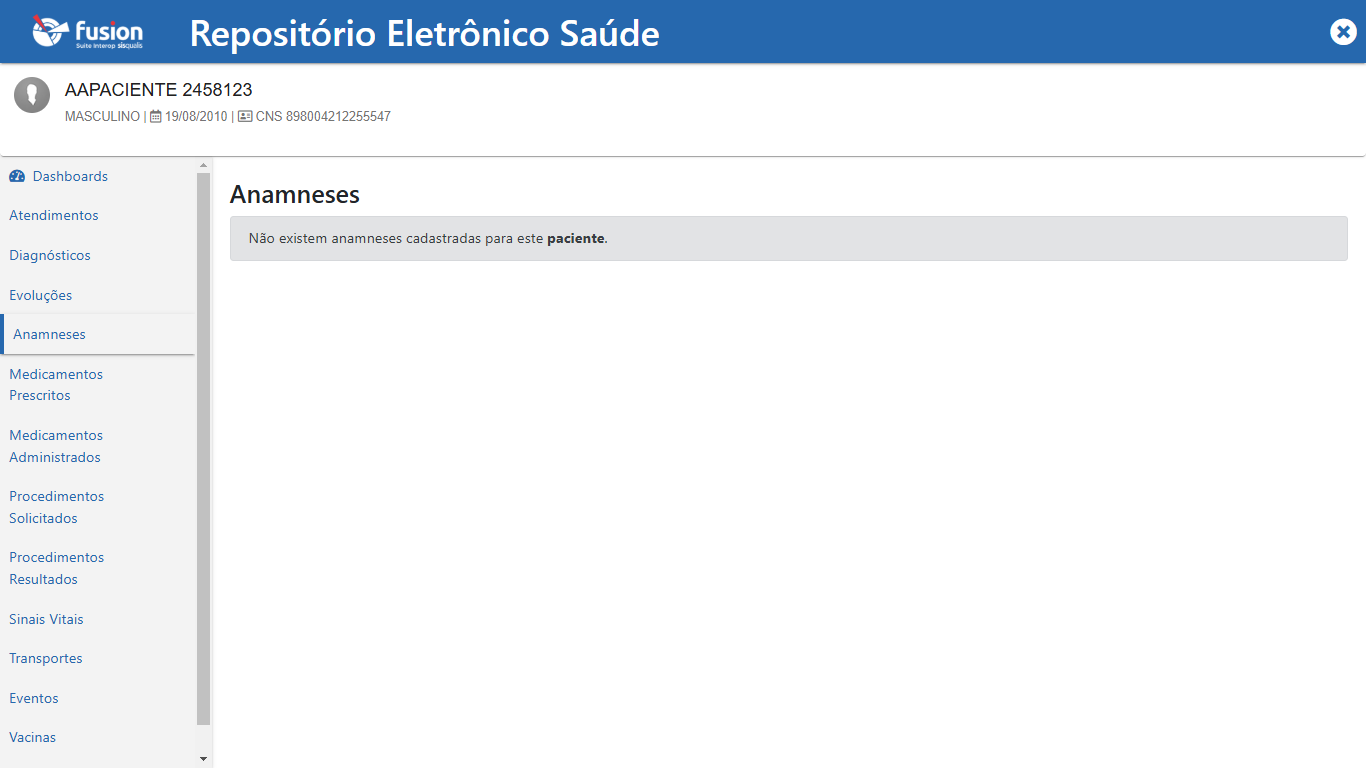 fusion
Suite Interop sisqualis
Repositório Eletrônico Saúde
AAPACIENTE 2458123
MASCULINO | 19/08/2010 | CNS 898004212255547
Dashboards
Atendimentos
Diagnósticos
Evoluções
Anamneses
Medicamentos
Prescritos
Medicamentos
Administrados
Procedimentos
Solicitados
Procedimentos
Resultados
Sinais Vitais
Transportes
Eventos
Vacinas
Anamneses
Não existem anamneses cadastradas para este paciente.